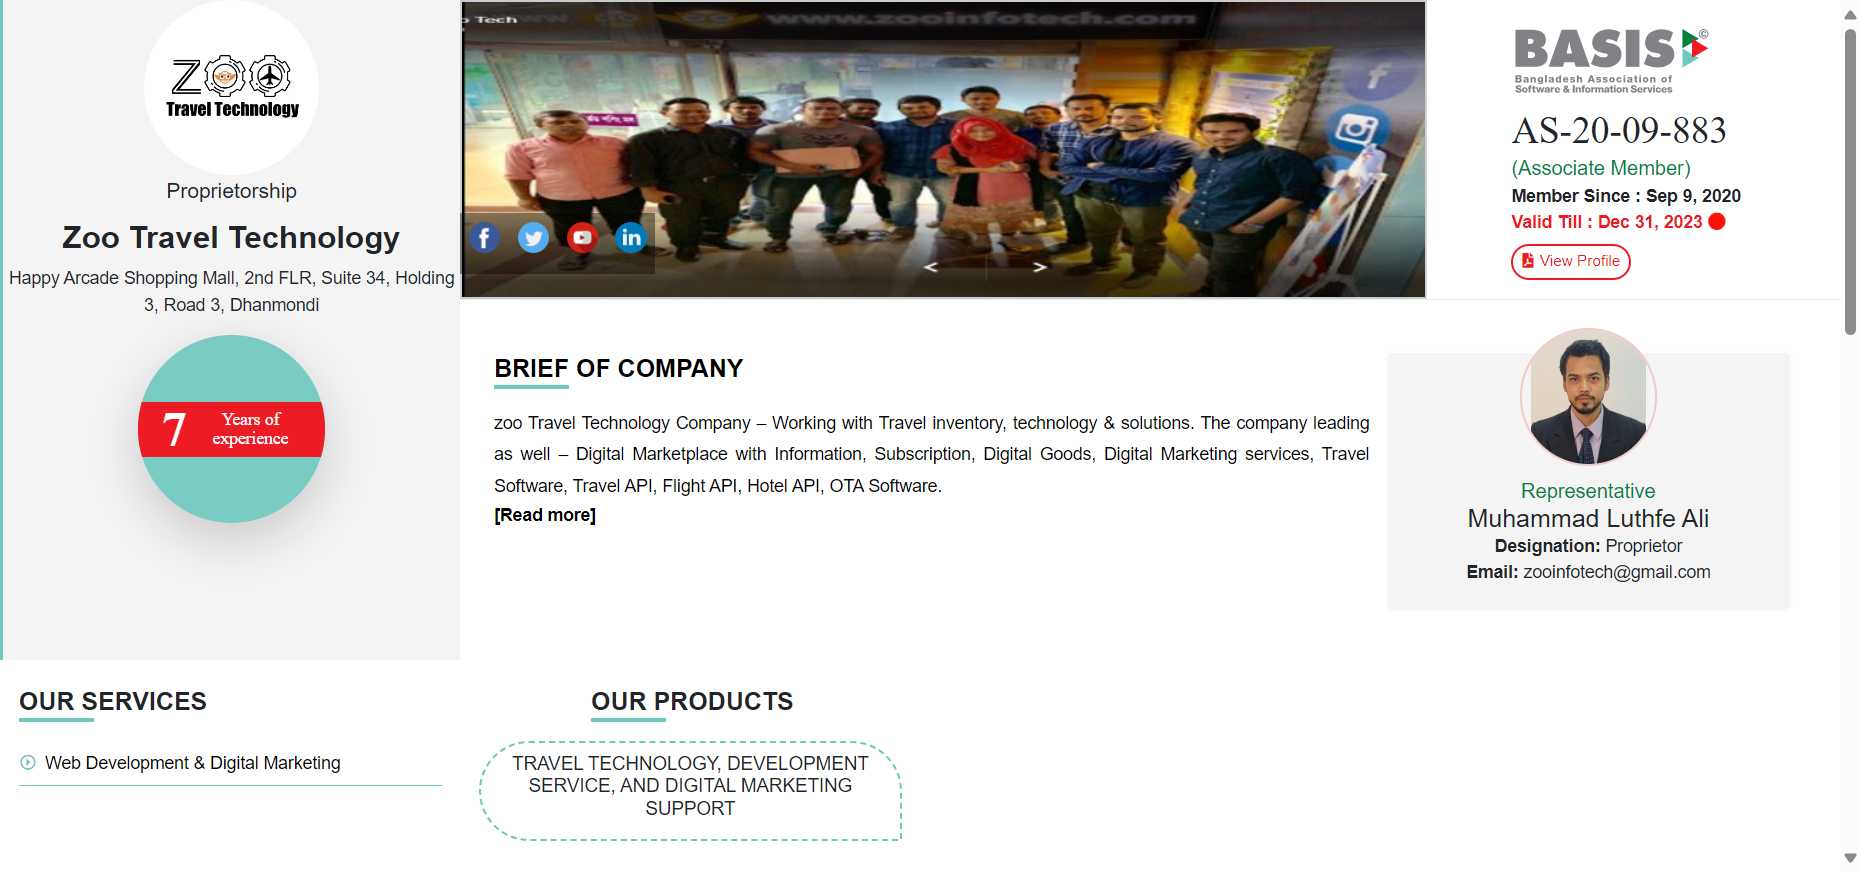 ZOO
Travel Technology
Proprietorship
Zoo Travel Technology
Happy Arcade Shopping Mall, 2nd FLR, Suite 34, Holding
3, Road 3, Dhanmondi
7 Years of
experience
o Tech
www.zooinfotech.com
BASIS©
Bangladesh Association of
Software & Information Services
AS-20-09-883
(Associate Member)
Member Since : Sep 9, 2020
Valid Till : Dec 31, 2023
View Profile
BRIEF OF COMPANY
zoo Travel Technology Company – Working with Travel inventory, technology & solutions. The company leading
as well – Digital Marketplace with Information, Subscription, Digital Goods, Digital Marketing services, Travel
Software, Travel API, Flight API, Hotel API, OTA Software.
[Read more]
Representative
Muhammad Luthfe Ali
Designation: Proprietor
Email: zooinfotech@gmail.com
OUR SERVICES
Web Development & Digital Marketing
OUR PRODUCTS
TRAVEL TECHNOLOGY, DEVELOPMENT
SERVICE, AND DIGITAL MARKETING
SUPPORT